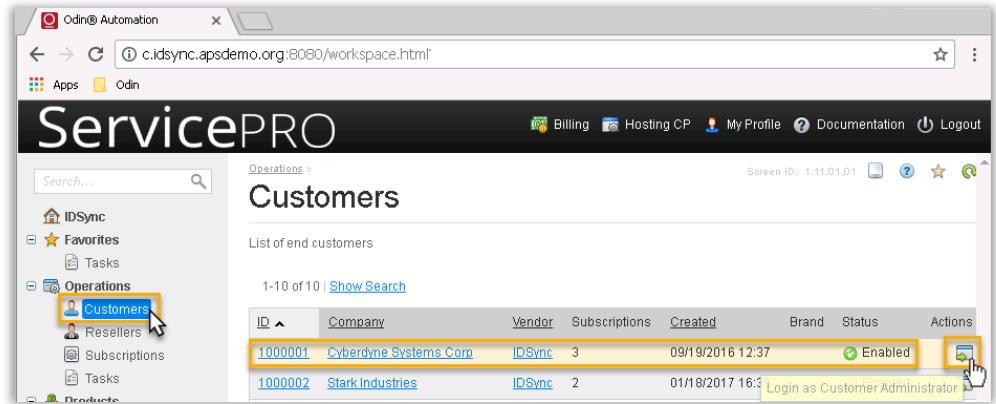 Odin® Automation
c.idsync.apsdemo.org:8080/workspace.html
Apps Odin
ServicePRO
Billing Hosting CP My Profile Documentation Logout
Search...
IDSync
Favorites
Tasks
Operations
Customers
Resellers
Subscriptions
Tasks
Products
Operations >
Screen ID: 1.11.01.01
Customers
List of end customers
1-10 of 10 | Show Search
ID Company Vendor Subscriptions Created Brand Status Actions
1000001 Cyberdyne Systems Corp IDSync 3 09/19/2016 12:37 Enabled
1000002 Stark Industries IDSync 2 01/18/2017 16:3
Login as Customer Administrator